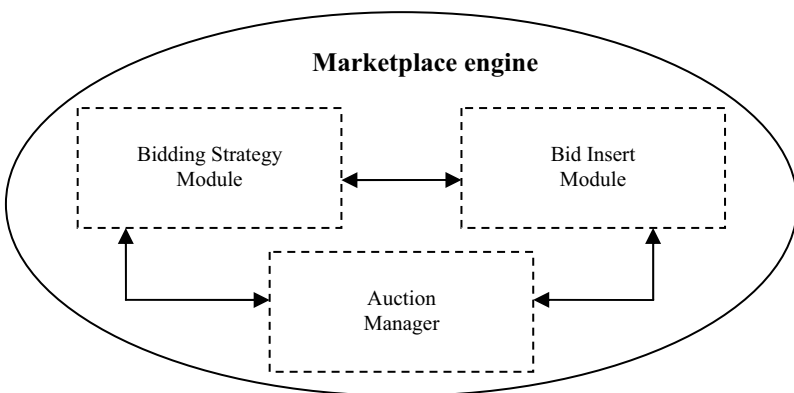 Marketplace engine
Bidding Strategy
Module
Bid Insert
Module
Auction
Manager